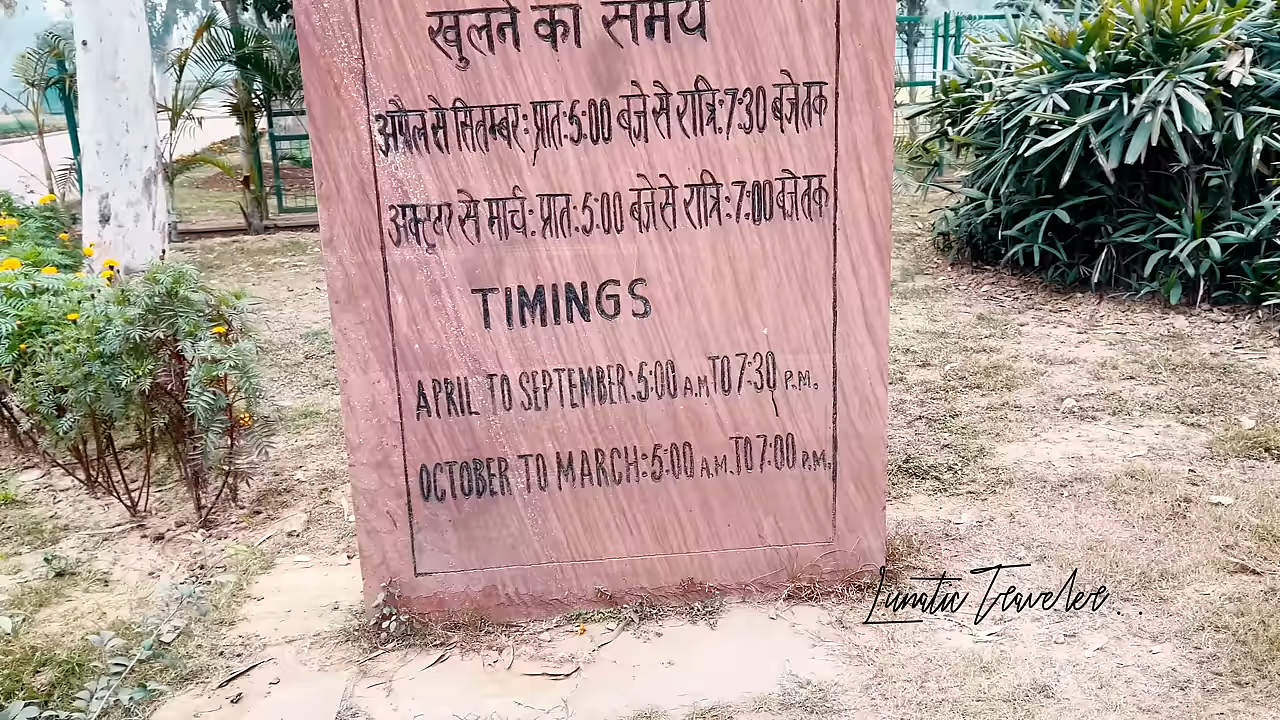 खुलने का समय
अप्रैल से सितम्बर: प्रात:5:00 बजे से रात्रि:7:30 बजे तक
अक्टूबर से मार्च: प्रात:5:00 बजे से रात्रि:7:00 बजे तक
TIMINGS
APRIL TO SEPTEMBER:5:00 A.M TO 7:30 P.M.
OCTOBER TO MARCH:5:00 A.M. TO 7:00 P.M.
Lunatic Traveler...